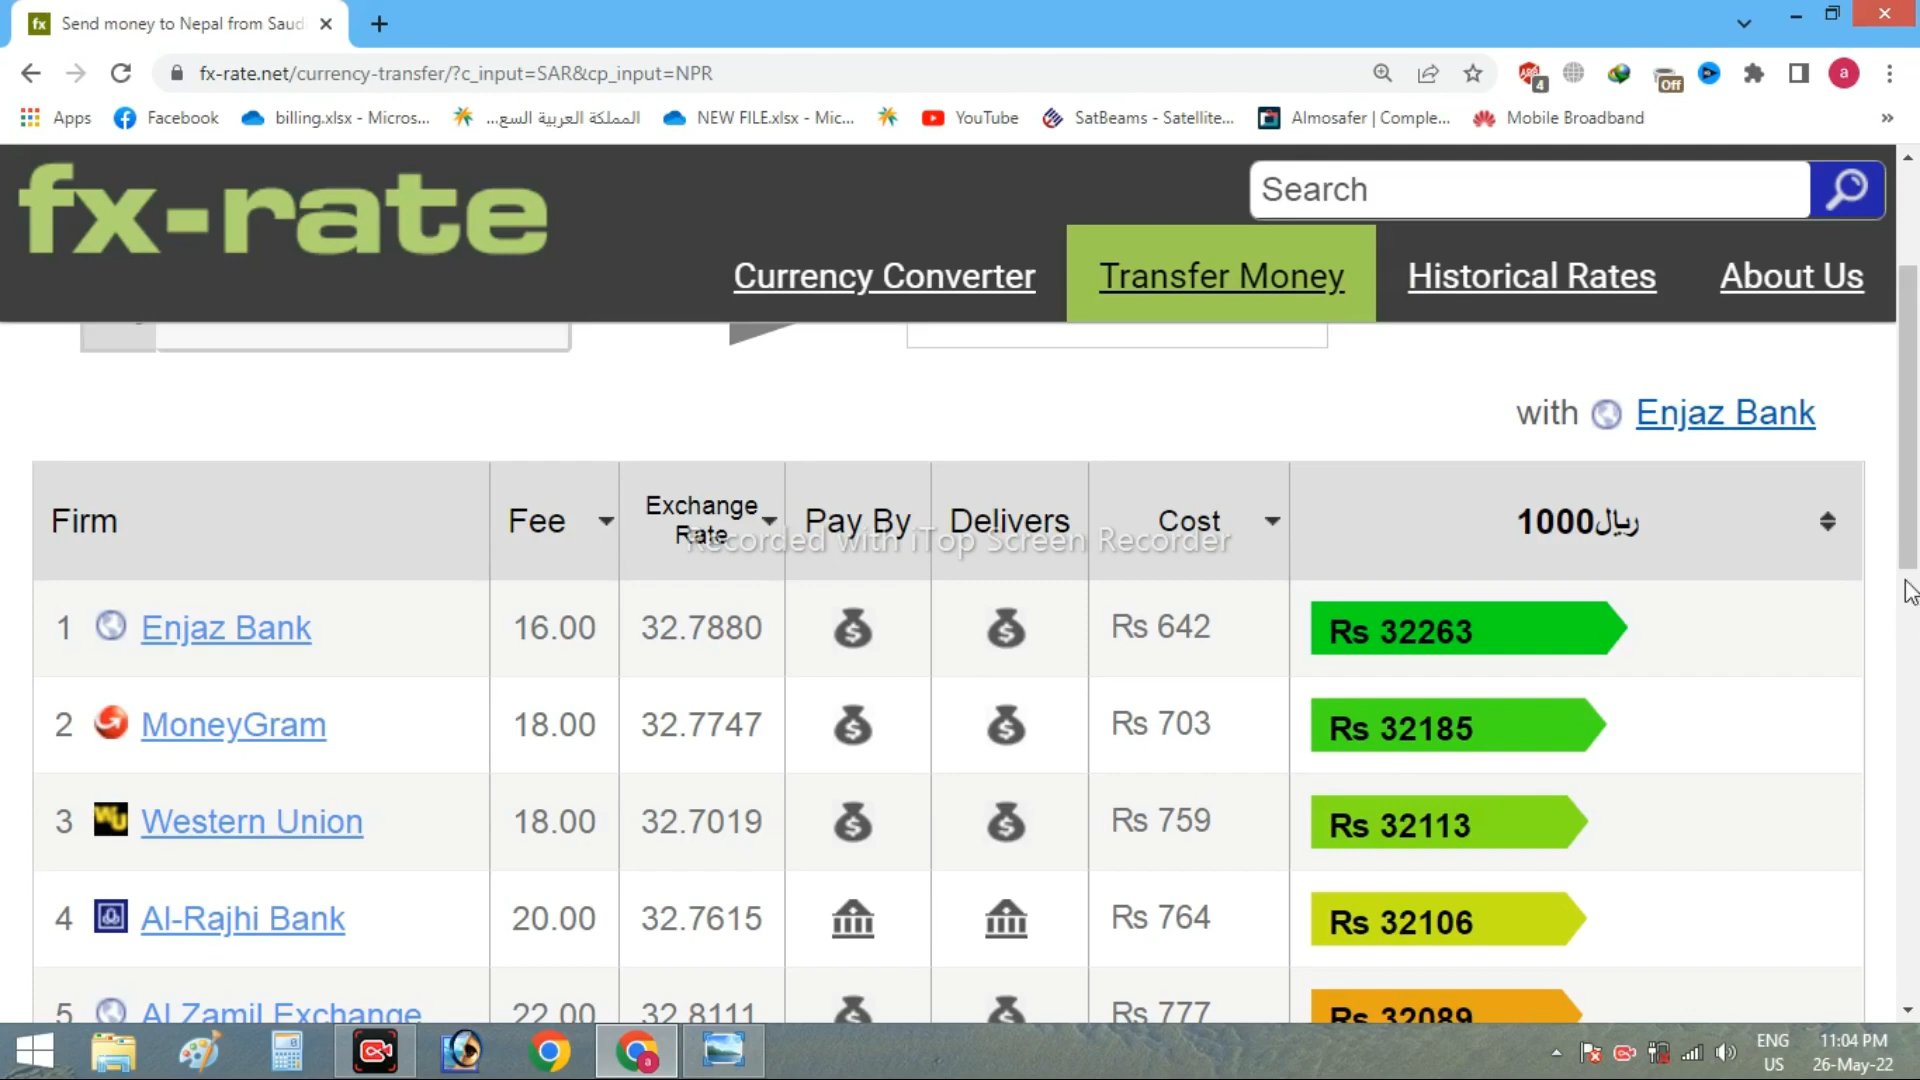 Send money to Nepal from Saud
fx-rate.net/currency-transfer/?c_input=SAR&cp_input=NPR
4
Off
a
Apps
Facebook
billing.xlsx - Micros...
المملكة العربية السع...
NEW FILE.xlsx - Mic...
YouTube
SatBeams - Satellite...
Almosafer | Comple...
Mobile Broadband
»
fx-rate
Search
Currency Converter
Transfer Money
Historical Rates
About Us
with Enjaz Bank
Firm
Fee
Exchange
Rate
Pay By
Delivers
Cost
ريال1000
Recorded with iTop Screen Recorder
1 Enjaz Bank 16.00 32.7880 Rs 642 Rs 32263
2 MoneyGram 18.00 32.7747 Rs 703 Rs 32185
3 Western Union 18.00 32.7019 Rs 759 Rs 32113
4 Al-Rajhi Bank 20.00 32.7615 Rs 764 Rs 32106
5 Al Zamil Exchange 22.00 32.8111 Rs 777 Rs 32089
ENG
US
11:04 PM
26-May-22